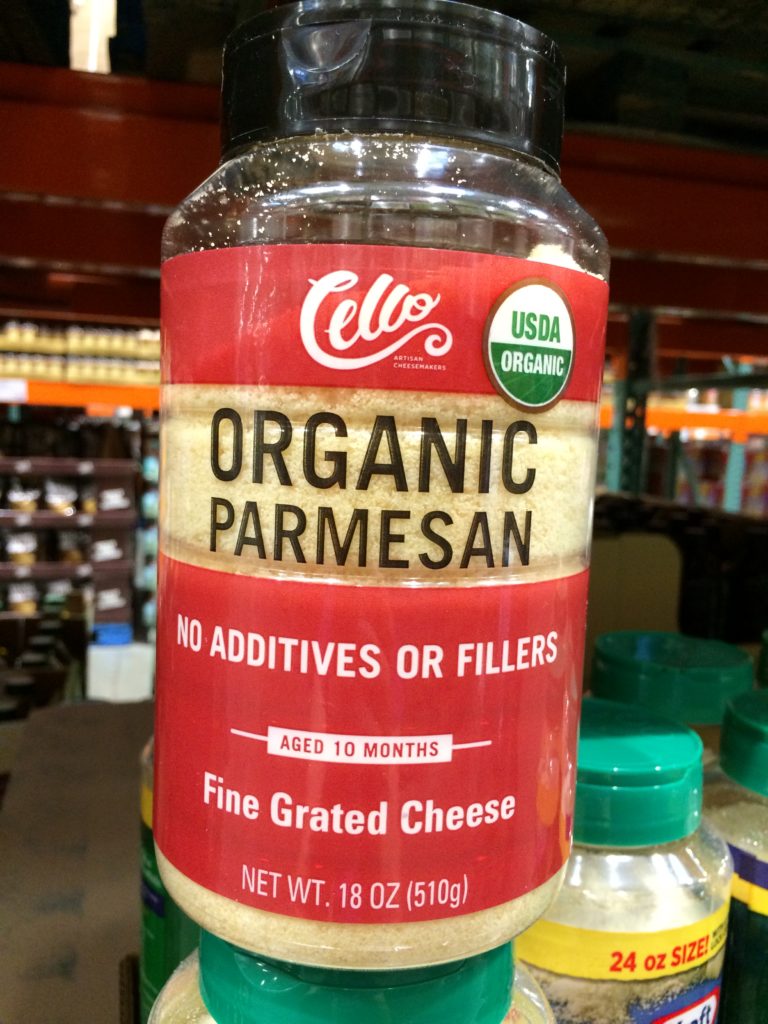 Cello
ARTISAN
CHEESEMAKERS
USDA
ORGANIC
ORGANIC
PARMESAN
NO ADDITIVES OR FILLERS
AGED 10 MONTHS
Fine Grated Cheese
NET WT. 18 OZ (510g)
24 oz SIZE!